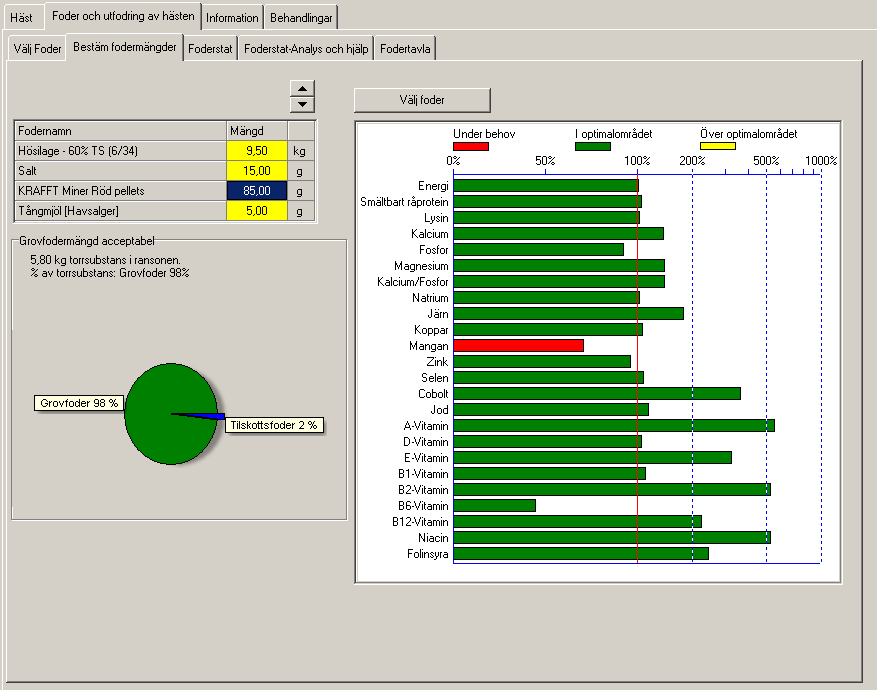 Häst
Foder och utfodring av hästen
Information
Behandlingar
Välj Foder
Bestäm fodermängder
Foderstat
Foderstat-Analys och hjälp
Fodertavla
Fodernamn Mängd
Hösilage - 60% TS (6/34) 9,50 kg
Salt 15,00 g
KRAFFT Miner Röd pellets 85,00 g
Tångmjöl [Havsalger] 5,00 g
Grovfodermängd acceptabel
5,80 kg torrsubstans i ransonen.
% av torrsubstans: Grovfoder 98%
Grovfoder 98 %
Tilskottsfoder 2 %
Välj foder
Under behov I optimalområdet Över optimalområdet
0% 50% 100% 200% 500% 1000%
Energi
Smältbart råprotein
Lysin
Kalcium
Fosfor
Magnesium
Kalcium/Fosfor
Natrium
Järn
Koppar
Mangan
Zink
Selen
Cobolt
Jod
A-Vitamin
D-Vitamin
E-Vitamin
B1-Vitamin
B2-Vitamin
B6-Vitamin
B12-Vitamin
Niacin
Folinsyra